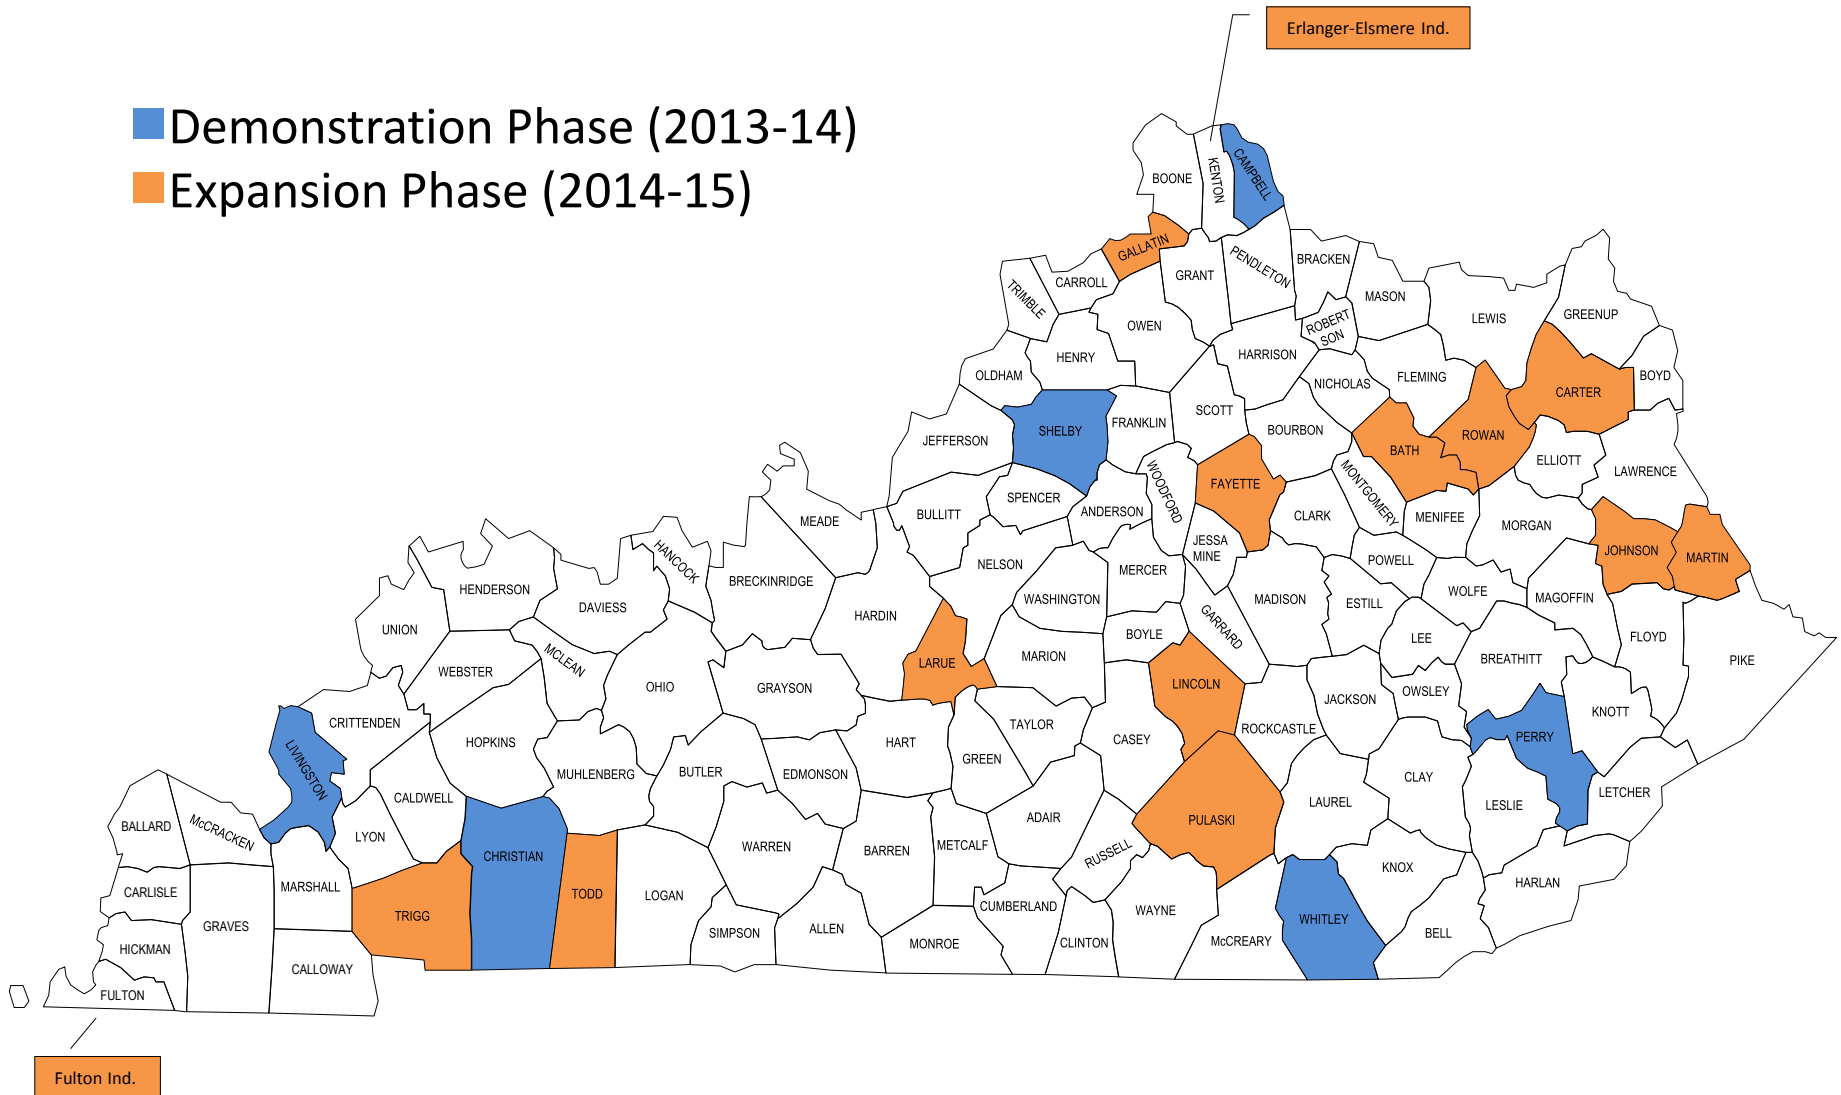 Erlanger-Elsmere Ind.
Demonstration Phase (2013-14)
Expansion Phase (2014-15)
BOONE
KENTON
CAMPBELL
GALLATIN
CARROLL
TRIMBLE
GRANT
PENDLETON
BRACKEN
MASON
LEWIS
GREENUP
OWEN
ROBERT
SON
HENRY
HARRISON
OLDHAM
NICHOLAS
FLEMING
CARTER
BOYD
SHELBY
FRANKLIN
SCOTT
BOURBON
BATH
ROWAN
ELLIOTT
LAWRENCE
JEFFERSON
WOODFORD
FAYETTE
MONTGOMERY
SPENCER
ANDERSON
CLARK
MENIFEE
MORGAN
BULLITT
MEADE
JESSA
MINE
JOHNSON
MARTIN
HANCOCK
BRECKINRIDGE
NELSON
MERCER
POWELL
HENDERSON
DAVIESS
HARDIN
WASHINGTON
MADISON
ESTILL
WOLFE
MAGOFFIN
UNION
GARRARD
BOYLE
LEE
FLOYD
PIKE
WEBSTER
MCLEAN
LARUE
MARION
BREATHITT
OHIO
GRAYSON
LINCOLN
JACKSON
OWSLEY
KNOTT
CRITTENDEN
TAYLOR
ROCKCASTLE
PERRY
HOPKINS
HART
GREEN
CASEY
LIVINGSTON
MUHLENBERG
BUTLER
EDMONSON
CLAY
LETCHER
CALDWELL
LAUREL
LESLIE
BALLARD
McCRACKEN
LYON
ADAIR
PULASKI
CHRISTIAN
WARREN
BARREN
METCALF
RUSSELL
KNOX
HARLAN
CARLISLE
MARSHALL
TODD
LOGAN
CUMBERLAND
WAYNE
WHITLEY
GRAVES
TRIGG
SIMPSON
ALLEN
MONROE
CLINTON
McCREARY
BELL
HICKMAN
CALLOWAY
FULTON
Fulton Ind.